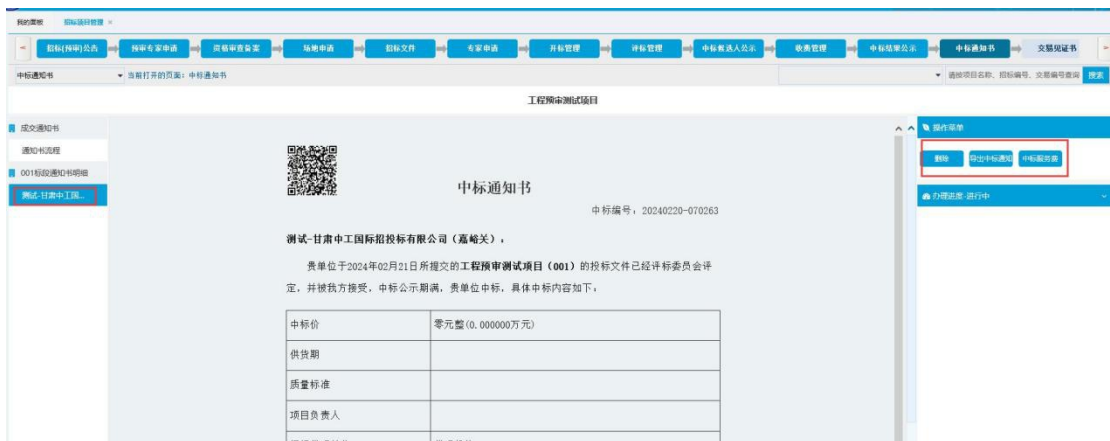 我的面板 招标项目管理 ×
招标(预审)公告 预审专家申请 资格审查备案 场地申请 招标文件 专家申请 开标管理 评标管理 中标候选人公示 收费管理 中标结果公示 中标通知书 交易见证书
中标通知书 当前打开的页面：中标通知书 请按项目名称、招标编号、交易编号查询 搜索
工程预审测试项目
成交通知书
通知书流程
001标段通知书明细
测试-甘肃中工国...
中标通知书
中标编号：20240220-070263
测试-甘肃中工国际招投标有限公司（嘉峪关）：
贵单位于2024年02月21日所提交的工程预审测试项目（001）的投标文件已经评标委员会评
定，并被我方接受，中标公示期满，贵单位中标，具体中标内容如下：
中标价 零元整(0.000000万元)
供货期
质量标准
项目负责人
操作菜单
删除 导出中标通知 中标服务费
办理进度-进行中